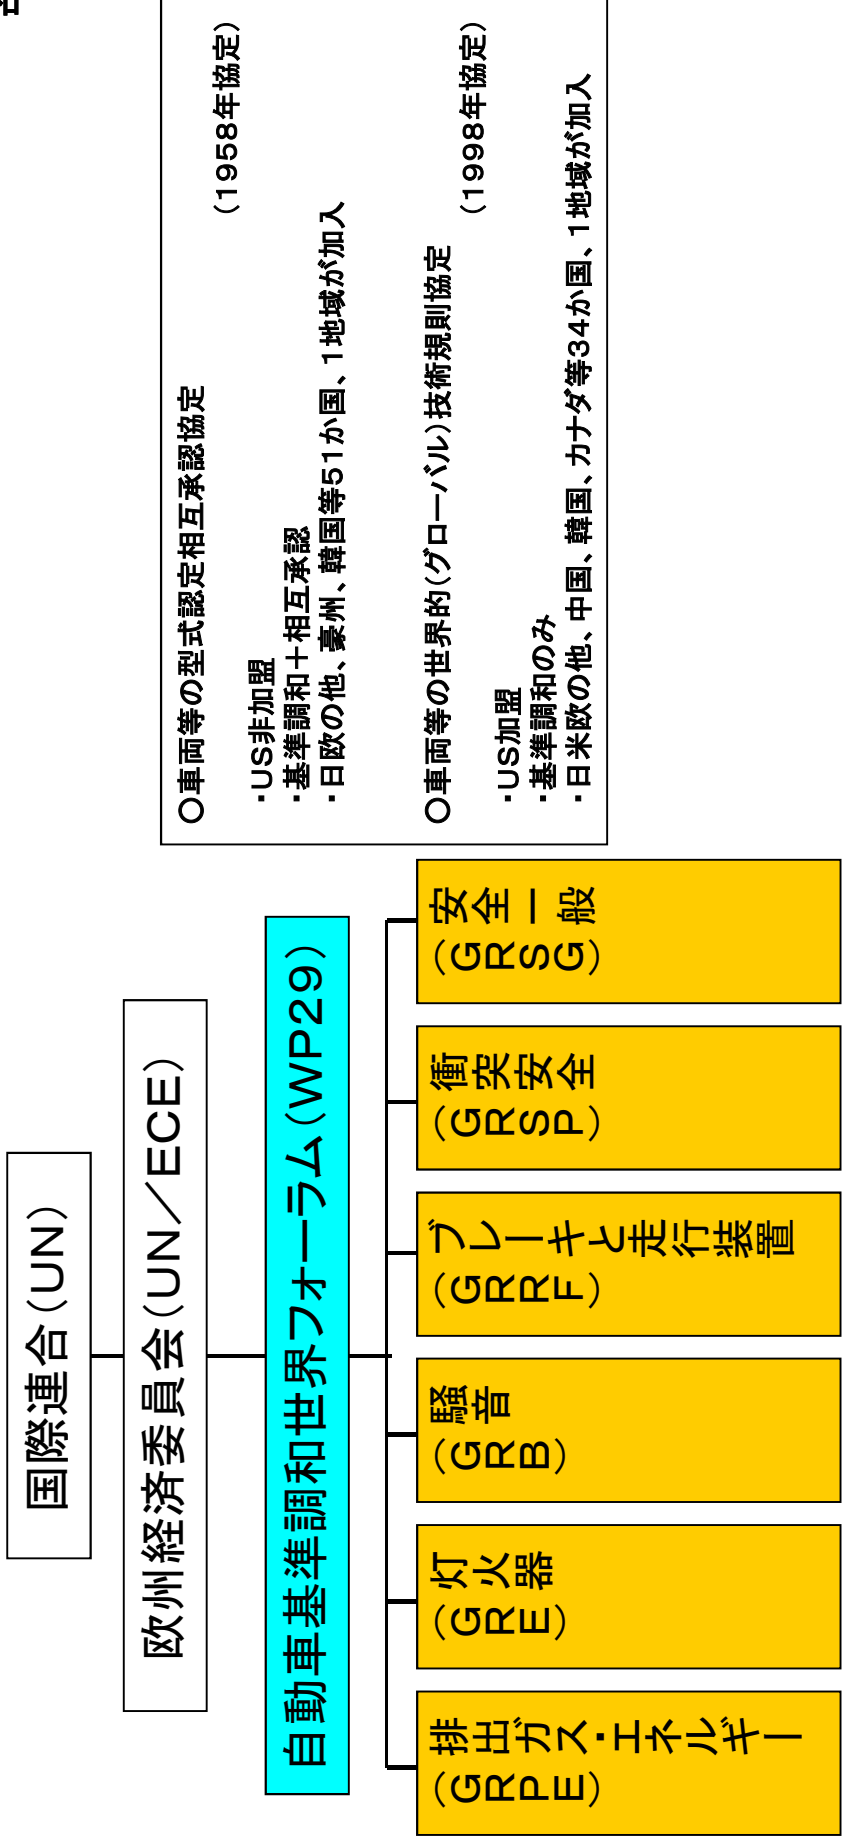 国際連合(UN)
欧州経済委員会(UN/ECE)
自動車基準調和世界フォーラム(WP29)
排出ガス・エネルギー
(GRPE)
灯火器
(GRE)
騒音
(GRB)
ブレーキと走行装置
(GRRF)
衝突安全
(GRSP)
安全一般
(GRSG)
○車両等の型式認定相互承認協定
(1958年協定)
・US非加盟
・基準調和+相互承認
・日欧の他、豪州、韓国等51か国、1地域が加入
○車両等の世界的(グローバル)技術規則協定
(1998年協定)
・US加盟
・基準調和のみ
・日米欧の他、中国、韓国、カナダ等34か国、1地域が加入